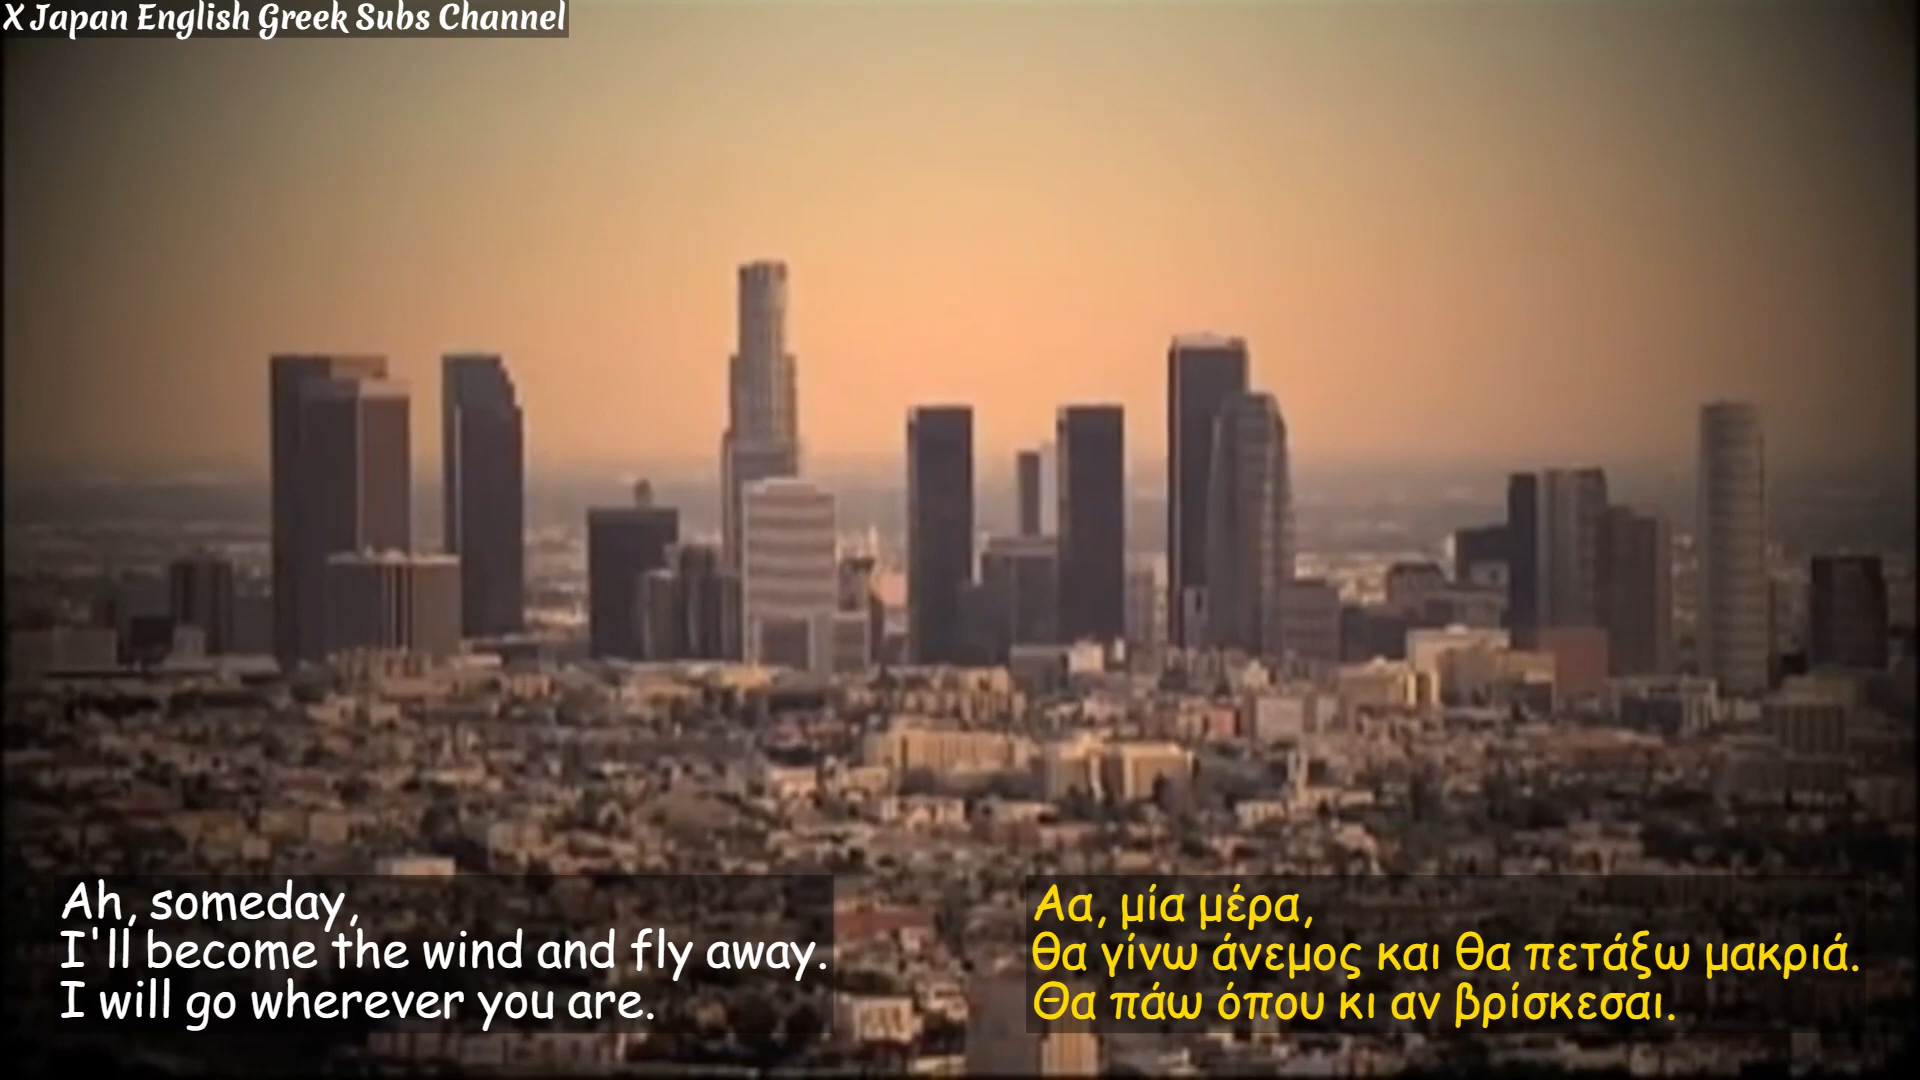 X Japan English Greek Subs Channel
Ah, someday,
I'll become the wind and fly away.
I will go wherever you are.
Αα, μία μέρα,
θα γίνω άνεμος και θα πετάξω μακριά.
Θα πάω όπου κι αν βρίσκεσαι.